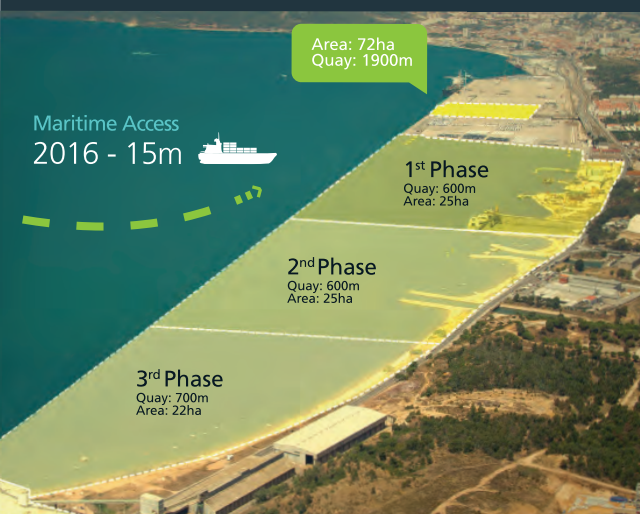 Area: 72ha
Quay: 1900m
Maritime Access
2016 - 15m
1st Phase
Quay: 600m
Area: 25ha
2nd Phase
Quay: 600m
Area: 25ha
3rd Phase
Quay: 700m
Area: 22ha